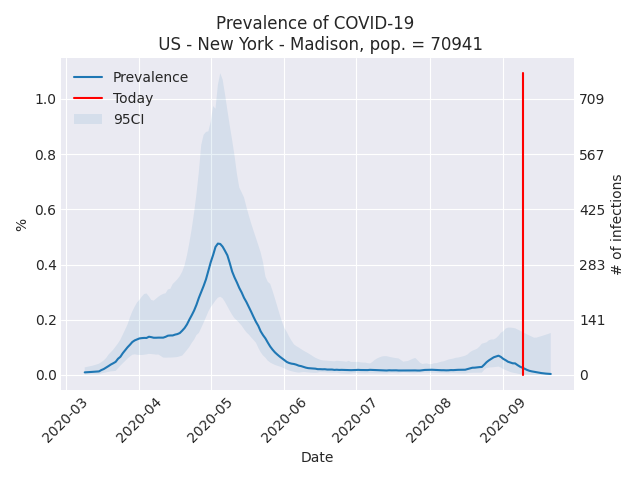 Prevalence of COVID-19
US - New York - Madison, pop. = 70941
Prevalence
Today
95CI
1.0
0.8
0.6
0.4
0.2
0.0
%
709
567
425
283
141
0
# of infections
2020-03
2020-04
2020-05
2020-06
2020-07
2020-08
2020-09
Date